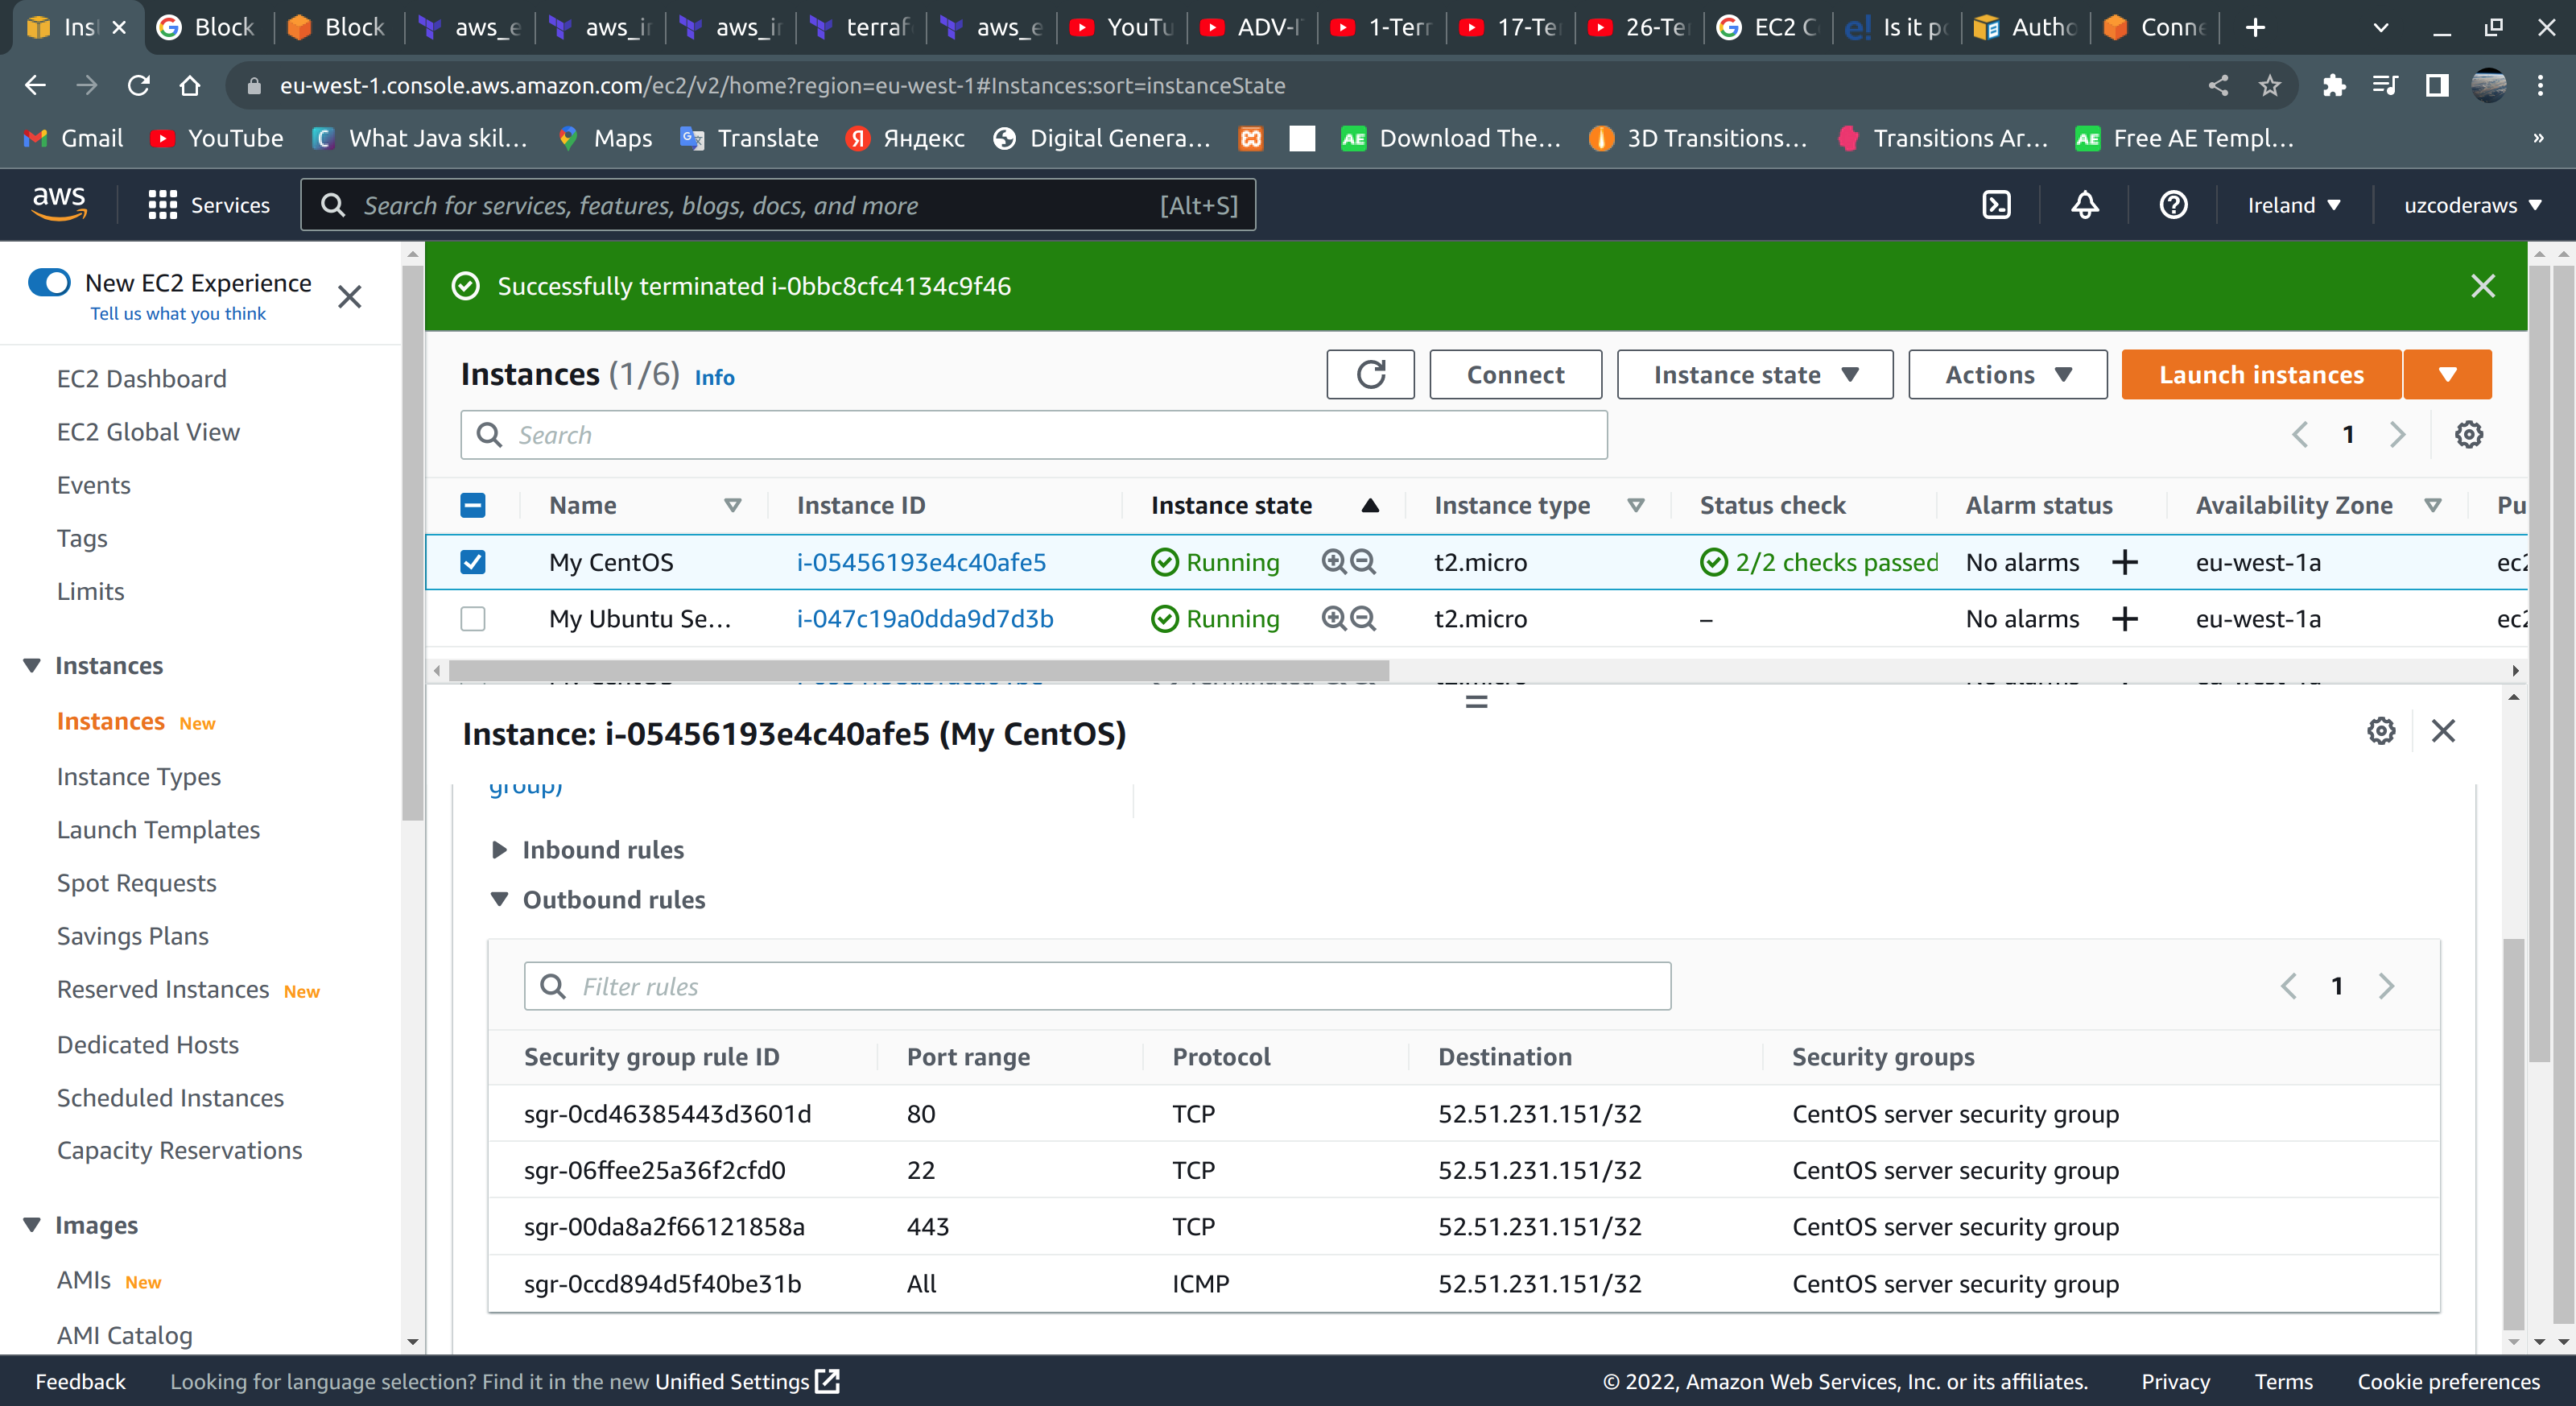 Inst
Block
Block
aws_e
aws_in
aws_in
terraf
aws_e
YouTu
ADV-I
1-Terr
17-Ter
26-Ter
EC2 C
Is it po
Autho
Conne
eu-west-1.console.aws.amazon.com/ec2/v2/home?region=eu-west-1#Instances:sort=instanceState
Gmail YouTube What Java skil... Maps Translate Яндекс Digital Genera... Download The... 3D Transitions... Transitions Ar... Free AE Templ... »
aws Services Search for services, features, blogs, docs, and more [Alt+S] Ireland uzcoderaws
New EC2 Experience
Tell us what you think
EC2 Dashboard
EC2 Global View
Events
Tags
Limits
Instances
Instances New
Instance Types
Launch Templates
Spot Requests
Savings Plans
Reserved Instances New
Dedicated Hosts
Scheduled Instances
Capacity Reservations
Images
AMIs New
AMI Catalog
Successfully terminated i-0bbc8cfc4134c9f46
Instances (1/6) Info
Connect Instance state Actions Launch instances
Search 1
Name Instance ID Instance state Instance type Status check Alarm status Availability Zone Pu
My CentOS i-05456193e4c40afe5 Running t2.micro 2/2 checks passed No alarms + eu-west-1a ec2
My Ubuntu Se... i-047c19a0dda9d7d3b Running t2.micro – No alarms + eu-west-1a ec2
Instance: i-05456193e4c40afe5 (My CentOS)
group)
Inbound rules
Outbound rules
Filter rules 1
Security group rule ID Port range Protocol Destination Security groups
sgr-0cd46385443d3601d 80 TCP 52.51.231.151/32 CentOS server security group
sgr-06ffee25a36f2cfd0 22 TCP 52.51.231.151/32 CentOS server security group
sgr-00da8a2f66121858a 443 TCP 52.51.231.151/32 CentOS server security group
sgr-0ccd894d5f40be31b All ICMP 52.51.231.151/32 CentOS server security group
Feedback Looking for language selection? Find it in the new Unified Settings © 2022, Amazon Web Services, Inc. or its affiliates. Privacy Terms Cookie preferences